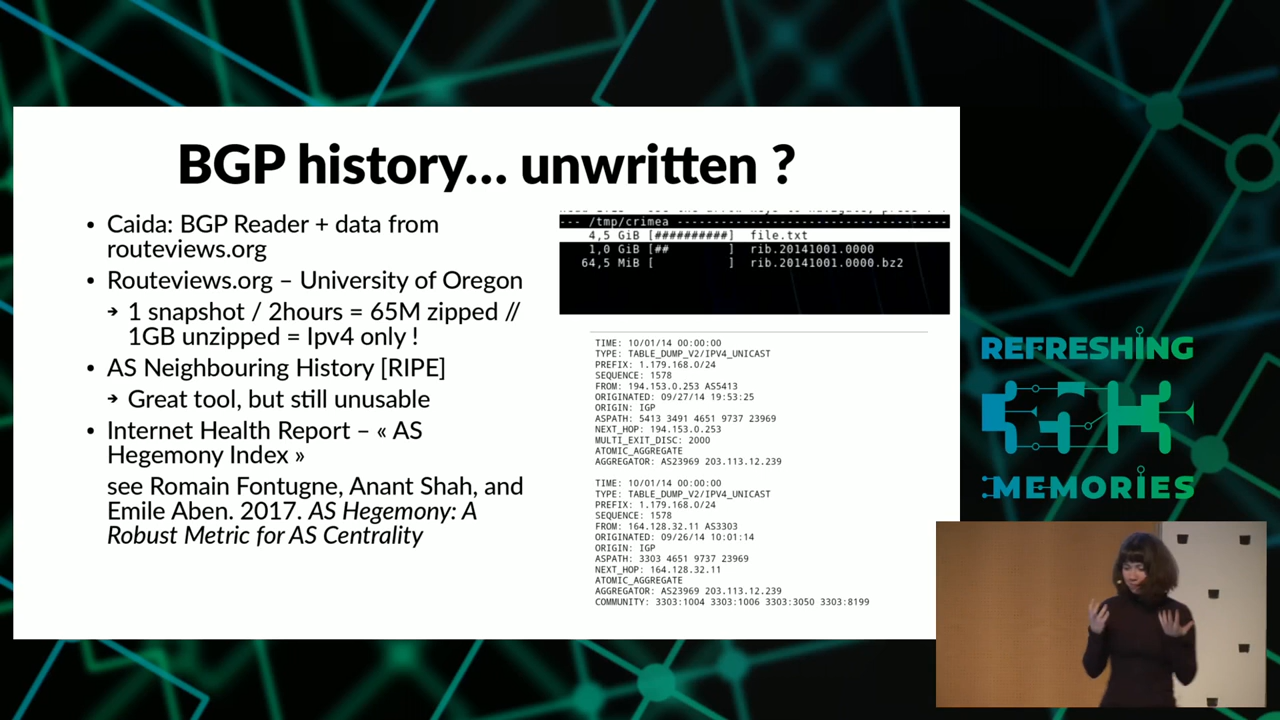 BGP history... unwritten ?
• Caida: BGP Reader + data from
routeviews.org
• Routeviews.org – University of Oregon
➔ 1 snapshot / 2hours = 65M zipped //
1GB unzipped = Ipv4 only !
• AS Neighbouring History [RIPE]
➔ Great tool, but still unusable
• Internet Health Report – « AS
Hegemony Index »
see Romain Fontugne, Anant Shah, and
Emile Aben. 2017. AS Hegemony: A
Robust Metric for AS Centrality
--- /tmp/crimea ----------------------------------
4,5 GiB [##########] file.txt
1,0 GiB [## ] rib.20141001.0000
64,5 MiB [ ] rib.20141001.0000.bz2
TIME: 10/01/14 00:00:00
TYPE: TABLE_DUMP_V2/IPV4_UNICAST
PREFIX: 1.179.168.0/24
SEQUENCE: 1578
FROM: 194.153.0.253 AS5413
ORIGINATED: 09/27/14 19:53:25
ORIGIN: IGP
ASPATH: 5413 3491 4651 9737 23969
NEXT_HOP: 194.153.0.253
MULTI_EXIT_DISC: 2000
ATOMIC_AGGREGATE
AGGREGATOR: AS23969 203.113.12.239
TIME: 10/01/14 00:00:00
TYPE: TABLE_DUMP_V2/IPV4_UNICAST
PREFIX: 1.179.168.0/24
SEQUENCE: 1578
FROM: 164.128.32.11 AS3303
ORIGINATED: 09/26/14 10:01:14
ORIGIN: IGP
ASPATH: 3303 4651 9737 23969
NEXT_HOP: 164.128.32.11
ATOMIC_AGGREGATE
AGGREGATOR: AS23969 203.113.12.239
COMMUNITY: 3303:1004 3303:1006 3303:3050 3303:8199
REFRESHING
MEMORIES